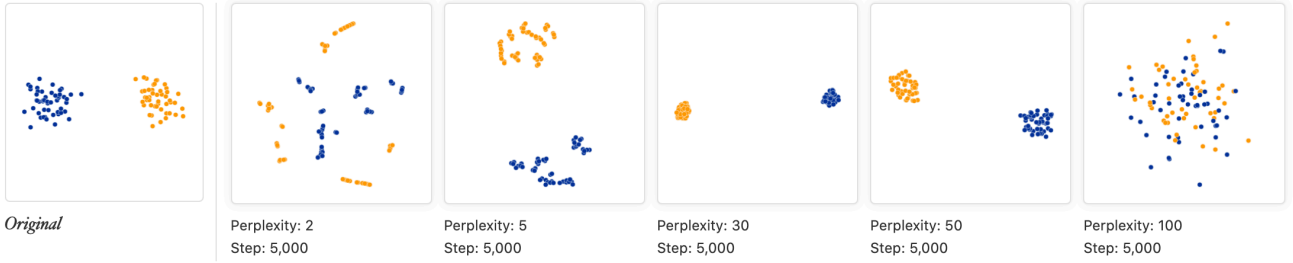 Original
Perplexity: 2
Step: 5,000
Perplexity: 5
Step: 5,000
Perplexity: 30
Step: 5,000
Perplexity: 50
Step: 5,000
Perplexity: 100
Step: 5,000